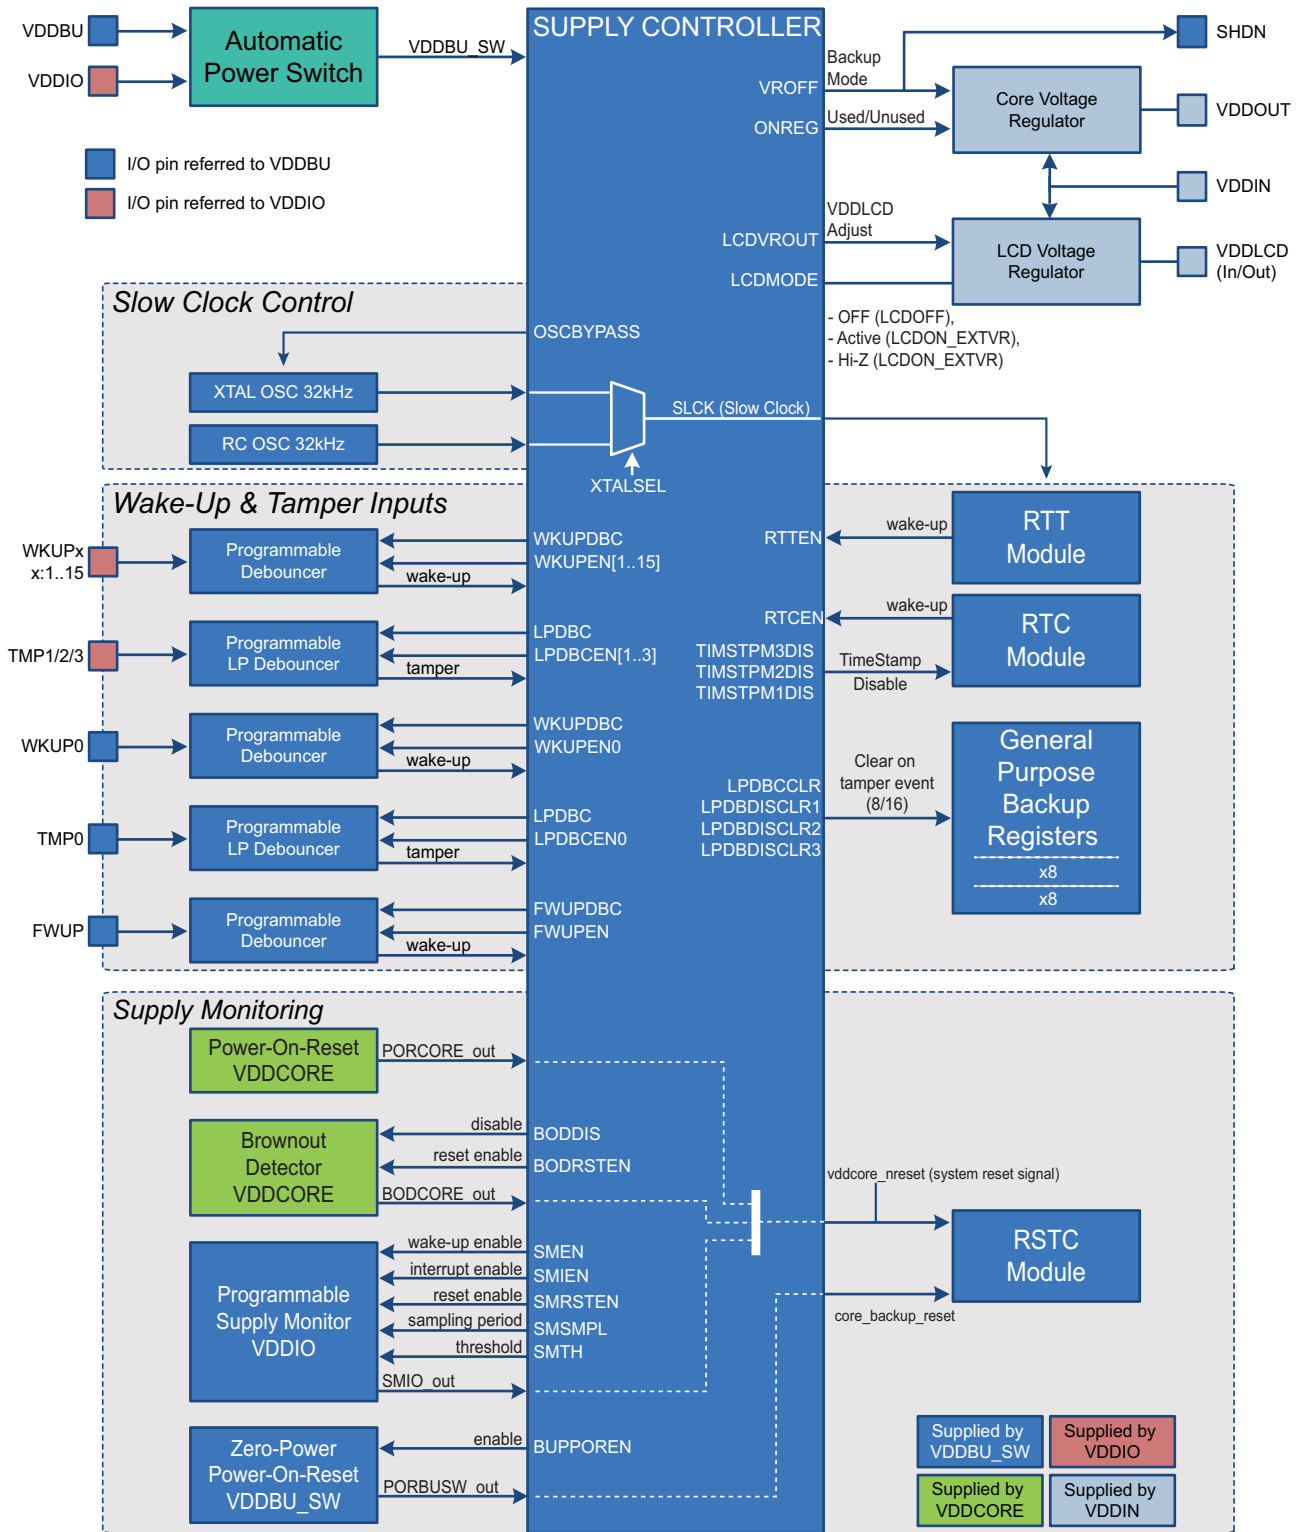 SUPPLY CONTROLLER
VDDBU
VDDIO
Automatic
Power Switch
VDDBU_SW
I/O pin referred to VDDBU
I/O pin referred to VDDIO
Backup
Mode
VROFF
ONREG
Used/Unused
SHDN
Core Voltage
Regulator
VDDOUT
VDDIN
VDDLCD
Adjust
LCDVROUT
LCDMODE
LCD Voltage
Regulator
VDDLCD
(In/Out)
- OFF (LCDOFF),
- Active (LCDON_EXTVR),
- Hi-Z (LCDON_EXTVR)
Slow Clock Control
OSCBYPASS
XTAL OSC 32kHz
RC OSC 32kHz
SLCK (Slow Clock)
XTALSEL
Wake-Up & Tamper Inputs
WKUPx
x:1..15
Programmable
Debouncer
WKUPDBC
WKUPEN[1..15]
wake-up
TMP1/2/3
Programmable
LP Debouncer
LPDBC
LPDBCEN[1..3]
tamper
WKUP0
Programmable
Debouncer
WKUPDBC
WKUPEN0
wake-up
TMP0
Programmable
LP Debouncer
LPDBC
LPDBCEN0
tamper
FWUP
Programmable
Debouncer
FWUPDBC
FWUPEN
wake-up
RTTEN
wake-up
RTT
Module
RTCEN
wake-up
RTC
Module
TIMSTPM3DIS
TIMSTPM2DIS
TIMSTPM1DIS
TimeStamp
Disable
LPDBCCLR
LPDBDISCLR1
LPDBDISCLR2
LPDBDISCLR3
Clear on
tamper event
(8/16)
General
Purpose
Backup
Registers
x8
x8
Supply Monitoring
Power-On-Reset
VDDCORE
PORCORE_out
Brownout
Detector
VDDCORE
disable
BODDIS
reset enable
BODRSTEN
BODCORE_out
Programmable
Supply Monitor
VDDIO
wake-up enable
SMEN
interrupt enable
SMIEN
reset enable
SMRSTEN
sampling period
SMSMPL
threshold
SMTH
SMIO_out
Zero-Power
Power-On-Reset
VDDBU_SW
enable
BUPPOREN
PORBUSW_out
vddcore_nreset (system reset signal)
RSTC
Module
core_backup_reset
Supplied by
VDDBU_SW
Supplied by
VDDIO
Supplied by
VDDCORE
Supplied by
VDDIN